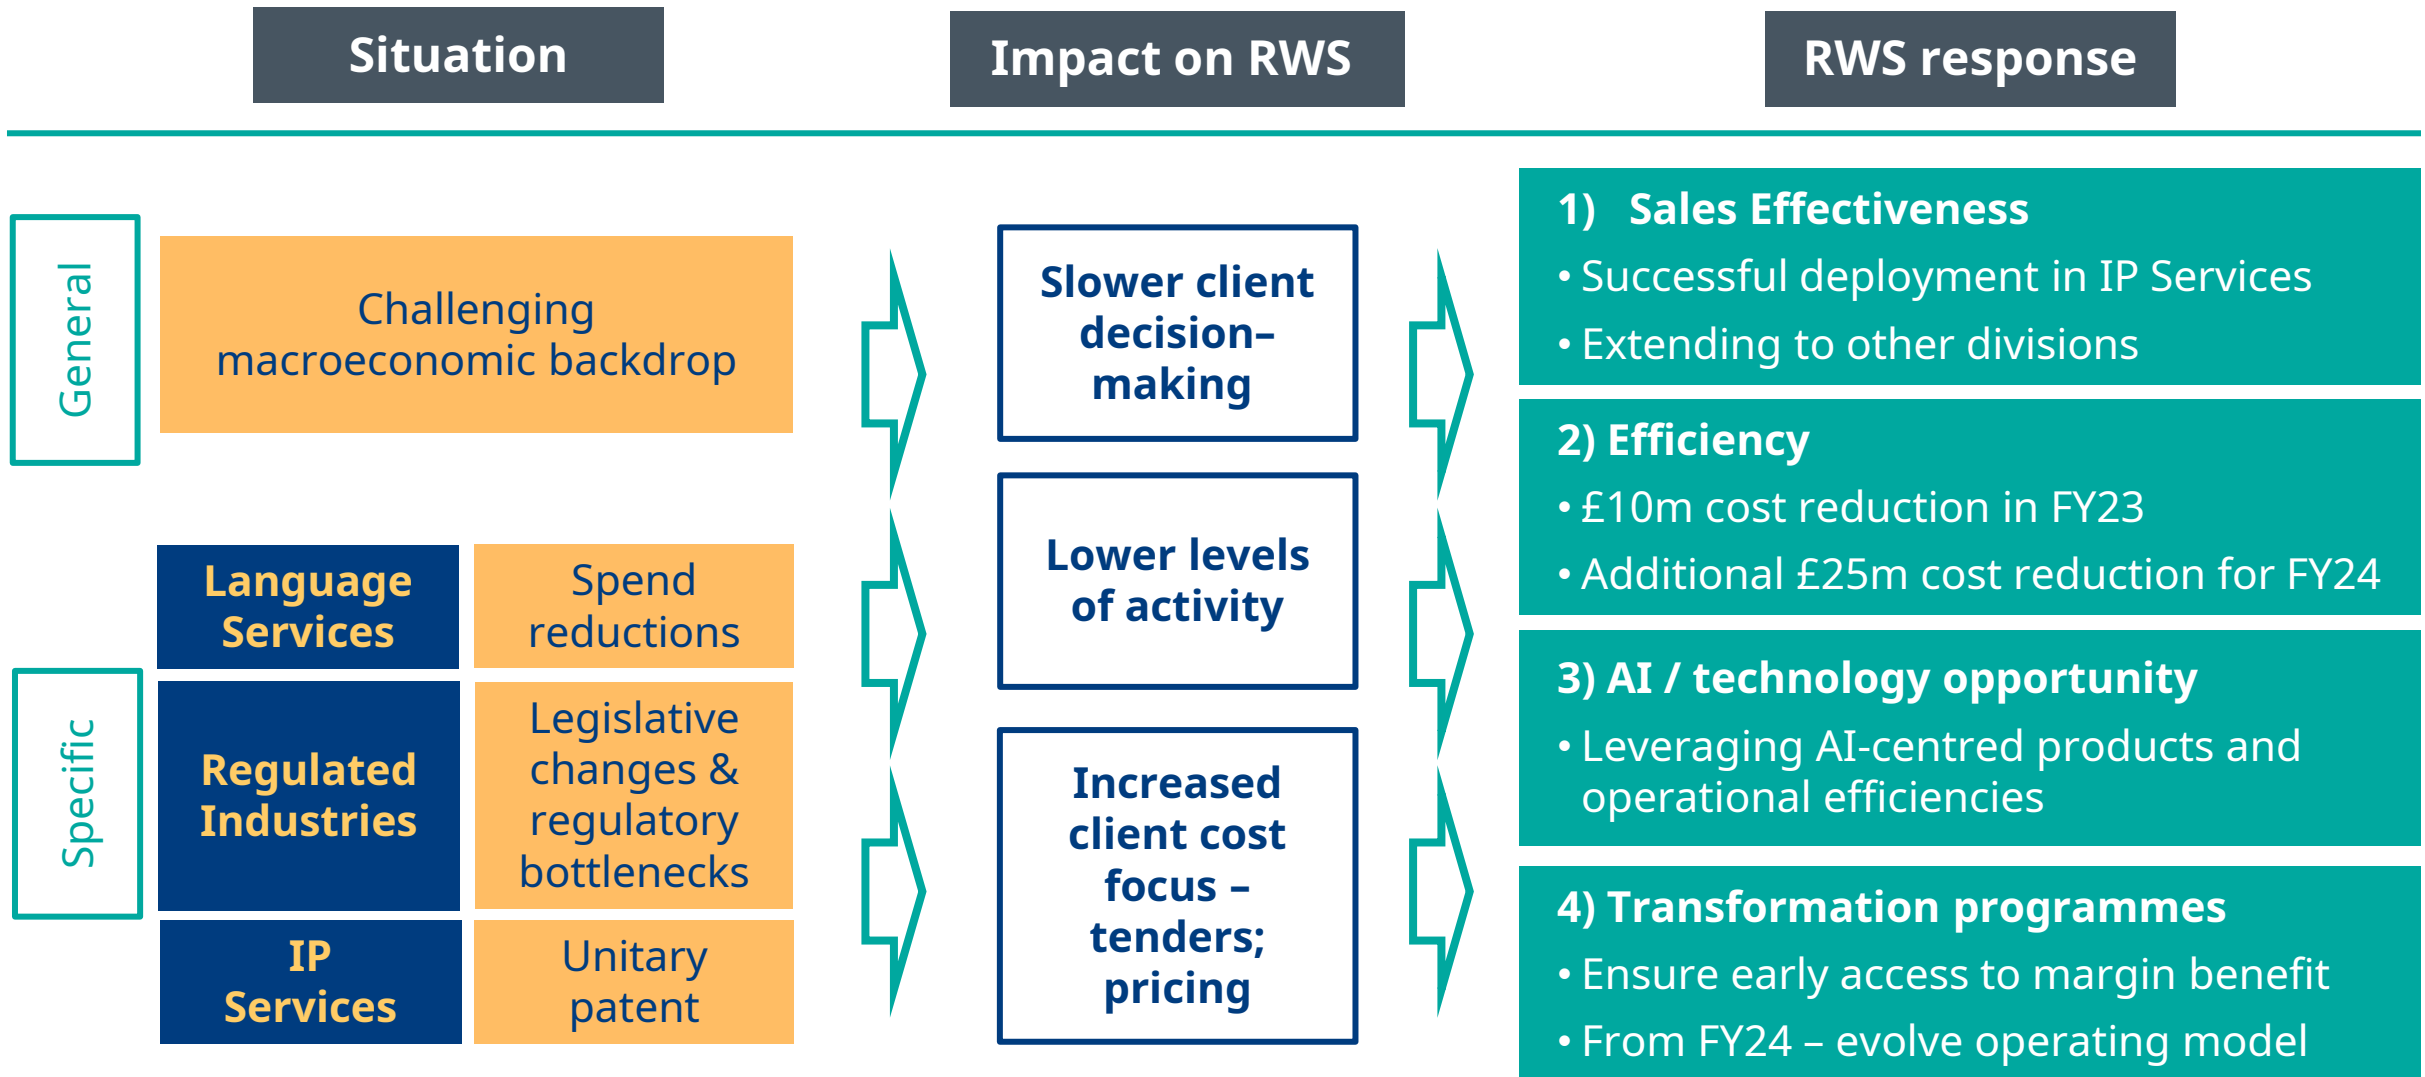 Situation
Impact on RWS
RWS response
General
Challenging
macroeconomic backdrop
Specific
Language
Services
Spend
reductions
Regulated
Industries
Legislative
changes &
regulatory
bottlenecks
IP
Services
Unitary
patent
Slower client
decision–
making
Lower levels
of activity
Increased
client cost
focus –
tenders;
pricing
1) Sales Effectiveness
• Successful deployment in IP Services
• Extending to other divisions
2) Efficiency
• £10m cost reduction in FY23
• Additional £25m cost reduction for FY24
3) AI / technology opportunity
• Leveraging AI-centred products and
operational efficiencies
4) Transformation programmes
• Ensure early access to margin benefit
• From FY24 – evolve operating model